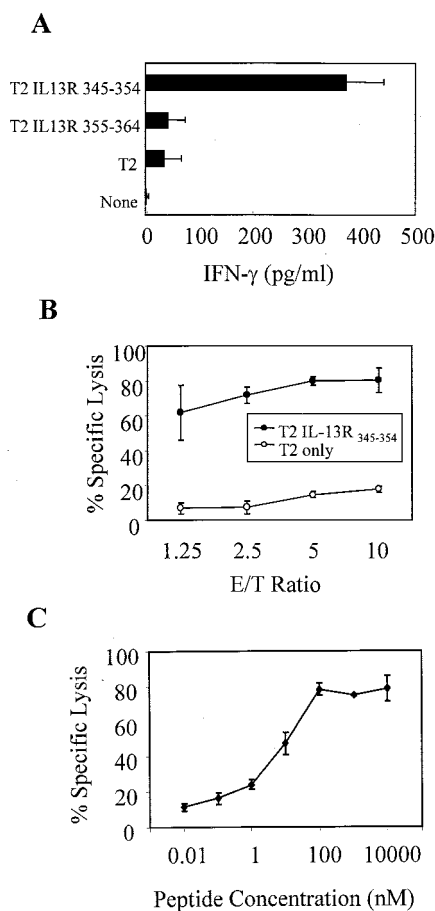 A
T2 IL13R 345-354
T2 IL13R 355-364
T2
None
0 100 200 300 400 500
IFN-γ (pg/ml)
B
% Specific Lysis
100
80
60
40
20
0
T2 IL-13R 345-354
T2 only
1.25 2.5 5 10
E/T Ratio
C
% Specific Lysis
100
80
60
40
20
0
0.01 1 100 10000
Peptide Concentration (nM)